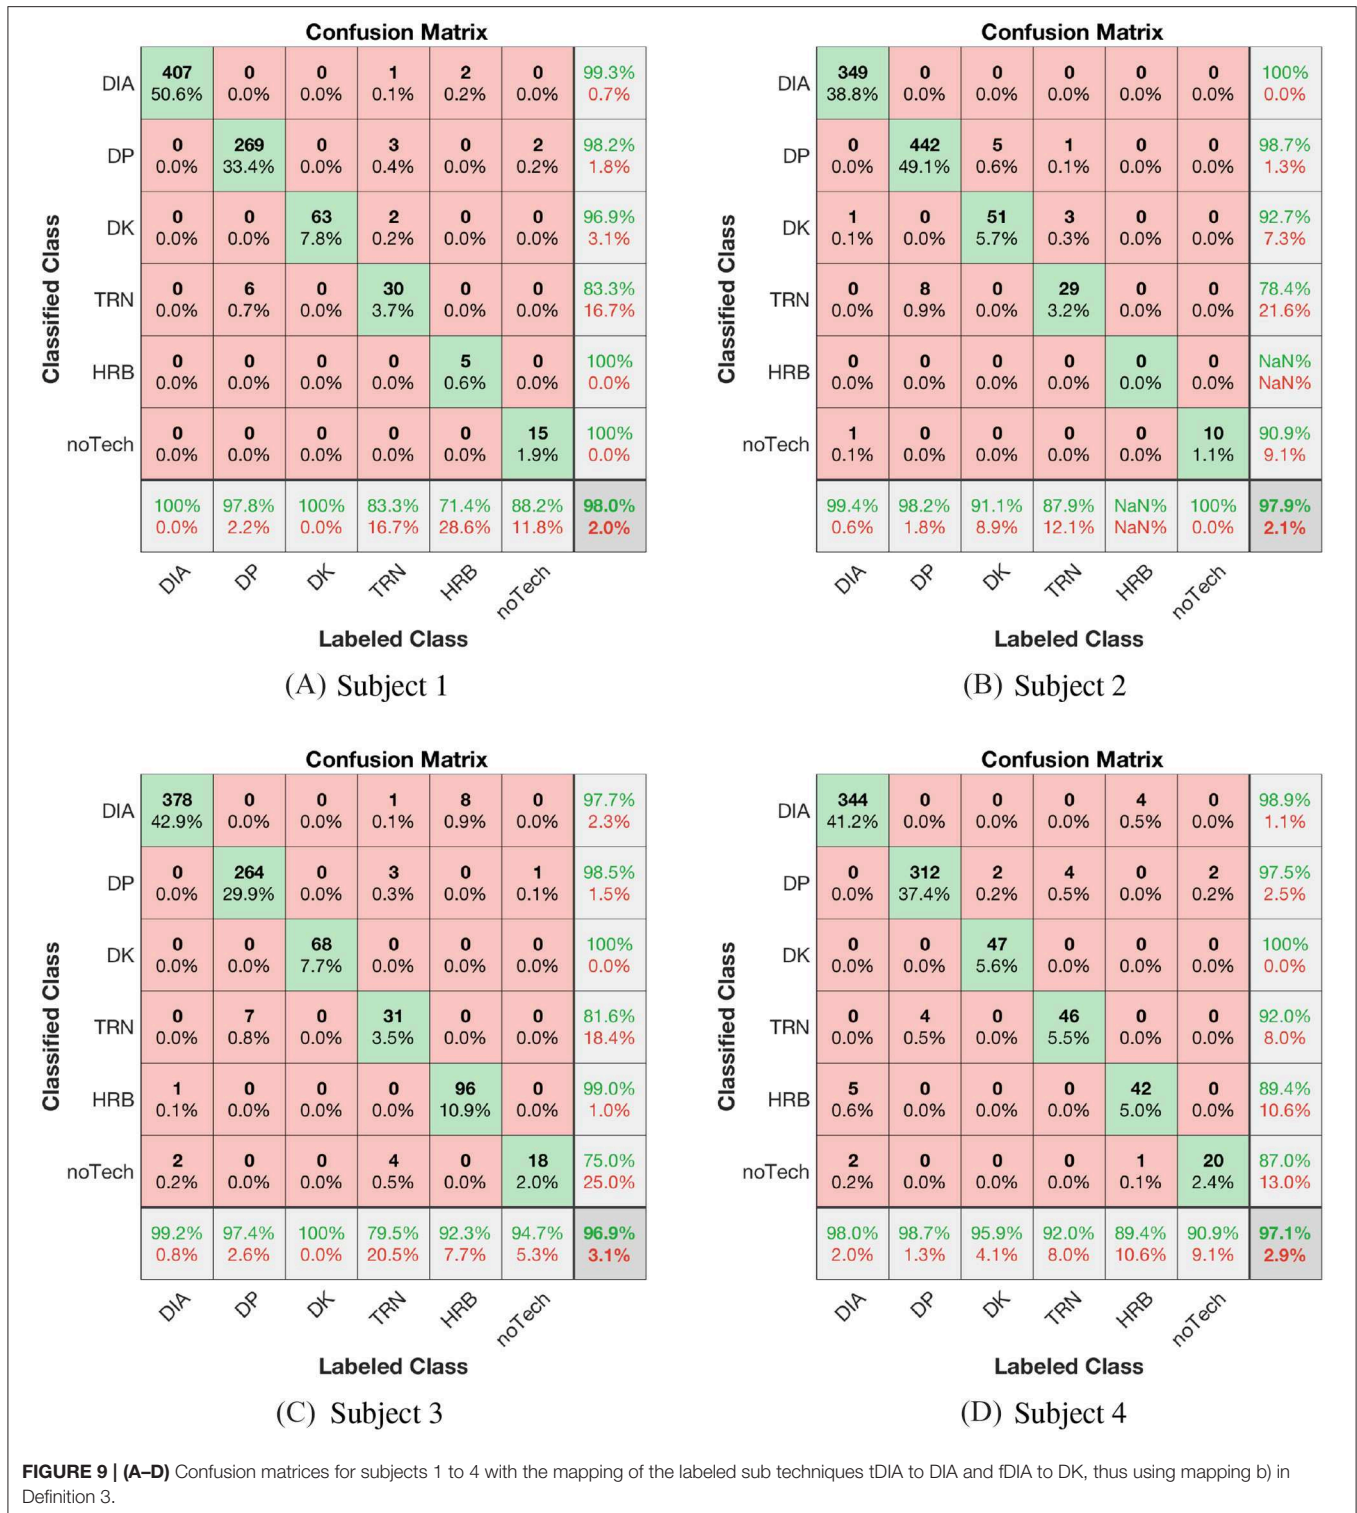 Confusion Matrix
DIA 407 0 0 1 2 0 99.3%
50.6% 0.0% 0.0% 0.1% 0.2% 0.0% 0.7%
DP 0 269 0 3 0 2 98.2%
0.0% 33.4% 0.0% 0.4% 0.0% 0.2% 1.8%
DK 0 0 63 2 0 0 96.9%
0.0% 0.0% 7.8% 0.2% 0.0% 0.0% 3.1%
TRN 0 6 0 30 0 0 83.3%
0.0% 0.7% 0.0% 3.7% 0.0% 0.0% 16.7%
HRB 0 0 0 0 5 0 100%
0.0% 0.0% 0.0% 0.0% 0.6% 0.0% 0.0%
noTech 0 0 0 0 0 15 100%
0.0% 0.0% 0.0% 0.0% 0.0% 1.9% 0.0%
100% 97.8% 100% 83.3% 71.4% 88.2% 98.0%
0.0% 2.2% 0.0% 16.7% 28.6% 11.8% 2.0%
DIA DP DK TRN HRB noTech
Classified Class
Labeled Class
(A) Subject 1
Confusion Matrix
DIA 349 0 0 0 0 0 100%
38.8% 0.0% 0.0% 0.0% 0.0% 0.0% 0.0%
DP 0 442 5 1 0 0 98.7%
0.0% 49.1% 0.6% 0.1% 0.0% 0.0% 1.3%
DK 1 0 51 3 0 0 92.7%
0.1% 0.0% 5.7% 0.3% 0.0% 0.0% 7.3%
TRN 0 8 0 29 0 0 78.4%
0.0% 0.9% 0.0% 3.2% 0.0% 0.0% 21.6%
HRB 0 0 0 0 0 0 NaN%
0.0% 0.0% 0.0% 0.0% 0.0% 0.0% NaN%
noTech 1 0 0 0 0 10 90.9%
0.1% 0.0% 0.0% 0.0% 0.0% 1.1% 9.1%
99.4% 98.2% 91.1% 87.9% NaN% 100% 97.9%
0.6% 1.8% 8.9% 12.1% NaN% 0.0% 2.1%
DIA DP DK TRN HRB noTech
Classified Class
Labeled Class
(B) Subject 2
Confusion Matrix
DIA 378 0 0 1 8 0 97.7%
42.9% 0.0% 0.0% 0.1% 0.9% 0.0% 2.3%
DP 0 264 0 3 0 1 98.5%
0.0% 29.9% 0.0% 0.3% 0.0% 0.1% 1.5%
DK 0 0 68 0 0 0 100%
0.0% 0.0% 7.7% 0.0% 0.0% 0.0% 0.0%
TRN 0 7 0 31 0 0 81.6%
0.0% 0.8% 0.0% 3.5% 0.0% 0.0% 18.4%
HRB 1 0 0 0 96 0 99.0%
0.1% 0.0% 0.0% 0.0% 10.9% 0.0% 1.0%
noTech 2 0 0 4 0 18 75.0%
0.2% 0.0% 0.0% 0.5% 0.0% 2.0% 25.0%
99.2% 97.4% 100% 79.5% 92.3% 94.7% 96.9%
0.8% 2.6% 0.0% 20.5% 7.7% 5.3% 3.1%
DIA DP DK TRN HRB noTech
Classified Class
Labeled Class
(C) Subject 3
Confusion Matrix
DIA 344 0 0 0 4 0 98.9%
41.2% 0.0% 0.0% 0.0% 0.5% 0.0% 1.1%
DP 0 312 2 4 0 2 97.5%
0.0% 37.4% 0.2% 0.5% 0.0% 0.2% 2.5%
DK 0 0 47 0 0 0 100%
0.0% 0.0% 5.6% 0.0% 0.0% 0.0% 0.0%
TRN 0 4 0 46 0 0 92.0%
0.0% 0.5% 0.0% 5.5% 0.0% 0.0% 8.0%
HRB 5 0 0 0 42 0 89.4%
0.6% 0.0% 0.0% 0.0% 5.0% 0.0% 10.6%
noTech 2 0 0 0 1 20 87.0%
0.2% 0.0% 0.0% 0.0% 0.1% 2.4% 13.0%
98.0% 98.7% 95.9% 92.0% 89.4% 90.9% 97.1%
2.0% 1.3% 4.1% 8.0% 10.6% 9.1% 2.9%
DIA DP DK TRN HRB noTech
Classified Class
Labeled Class
(D) Subject 4
FIGURE 9 | (A–D) Confusion matrices for subjects 1 to 4 with the mapping of the labeled sub techniques tDIA to DIA and fDIA to DK, thus using mapping b) in
Definition 3.